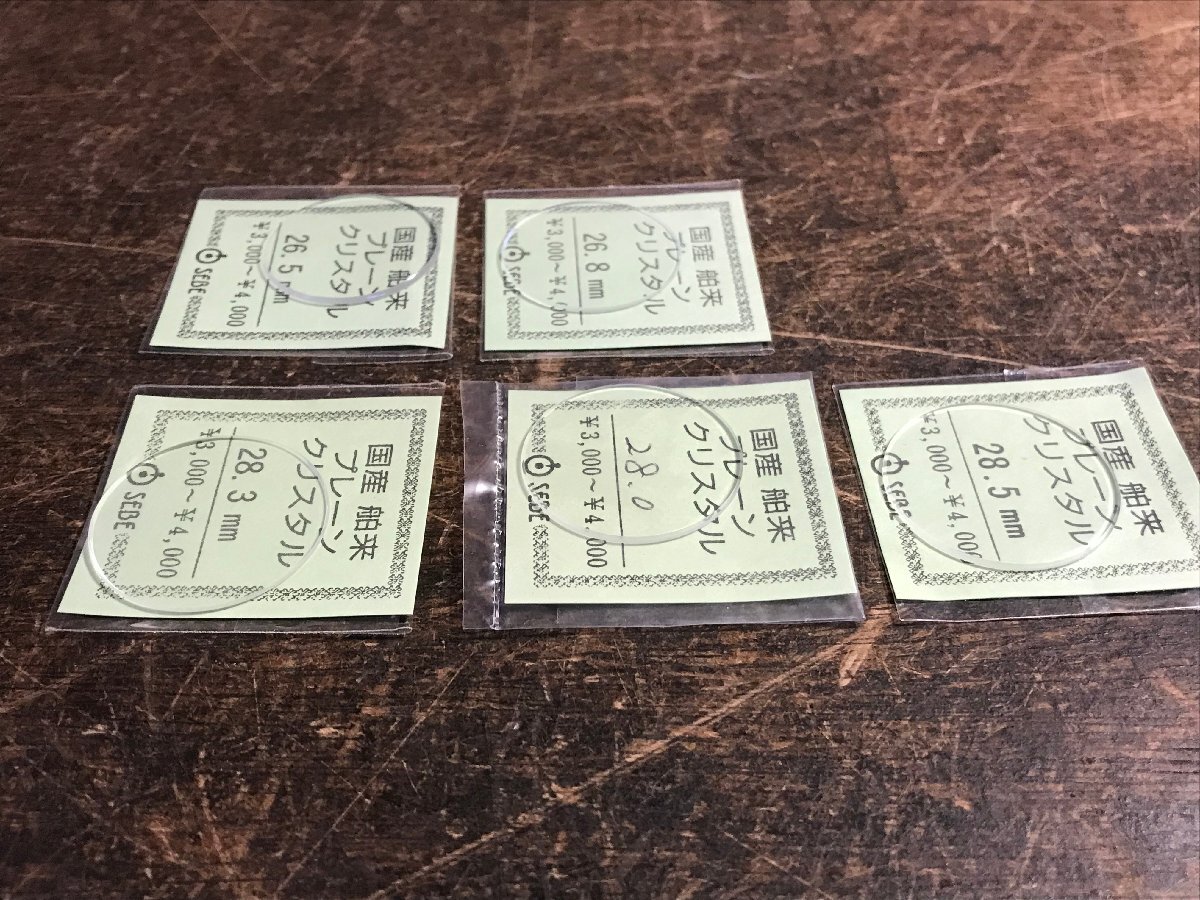 国産 舶来
プレーン
クリスタル
26.5 mm
¥3,000～¥4,000
SEBE
国産 舶来
プレーン
クリスタル
26.8 mm
¥3,000～¥4,000
SEBE
国産 舶来
プレーン
クリスタル
28.3 mm
¥3,000～¥4,000
SEBE
国産 舶来
プレーン
クリスタル
28.0
¥3,000～¥4,000
SEBE
国産 舶来
プレーン
クリスタル
28.5 mm
¥3,000～¥4,000
SEBE